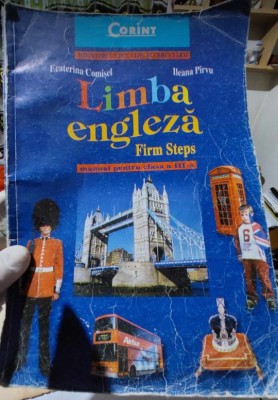 CORINT
Ecaterina Comişel
Ileana Pîrvu
Limba
engleză
Firm Steps
manual pentru clasa a III-a
6